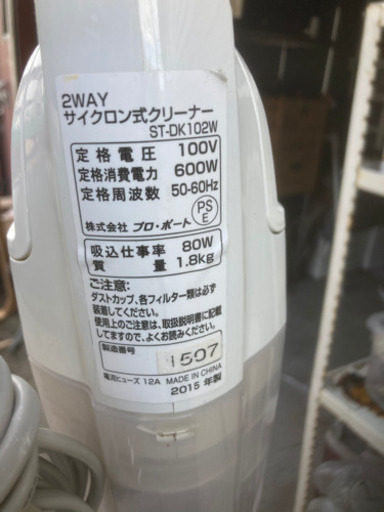 2WAY
サイクロン式クリーナー
ST-DK102W
定格電圧 100V
定格消費電力 600W
定格周波数 50-60Hz
PS
E
株式会社 プロ・ポート
吸込仕事率 80W
質量 1.8kg
ご注意:
ダストカップ、各フィルター類は必ず
装着してください。
使用上のご注意は、取扱説明書に記載
してますので、よくお読みください。
製造番号 1507
電流ヒューズ 12A MADE IN CHINA
2015年製